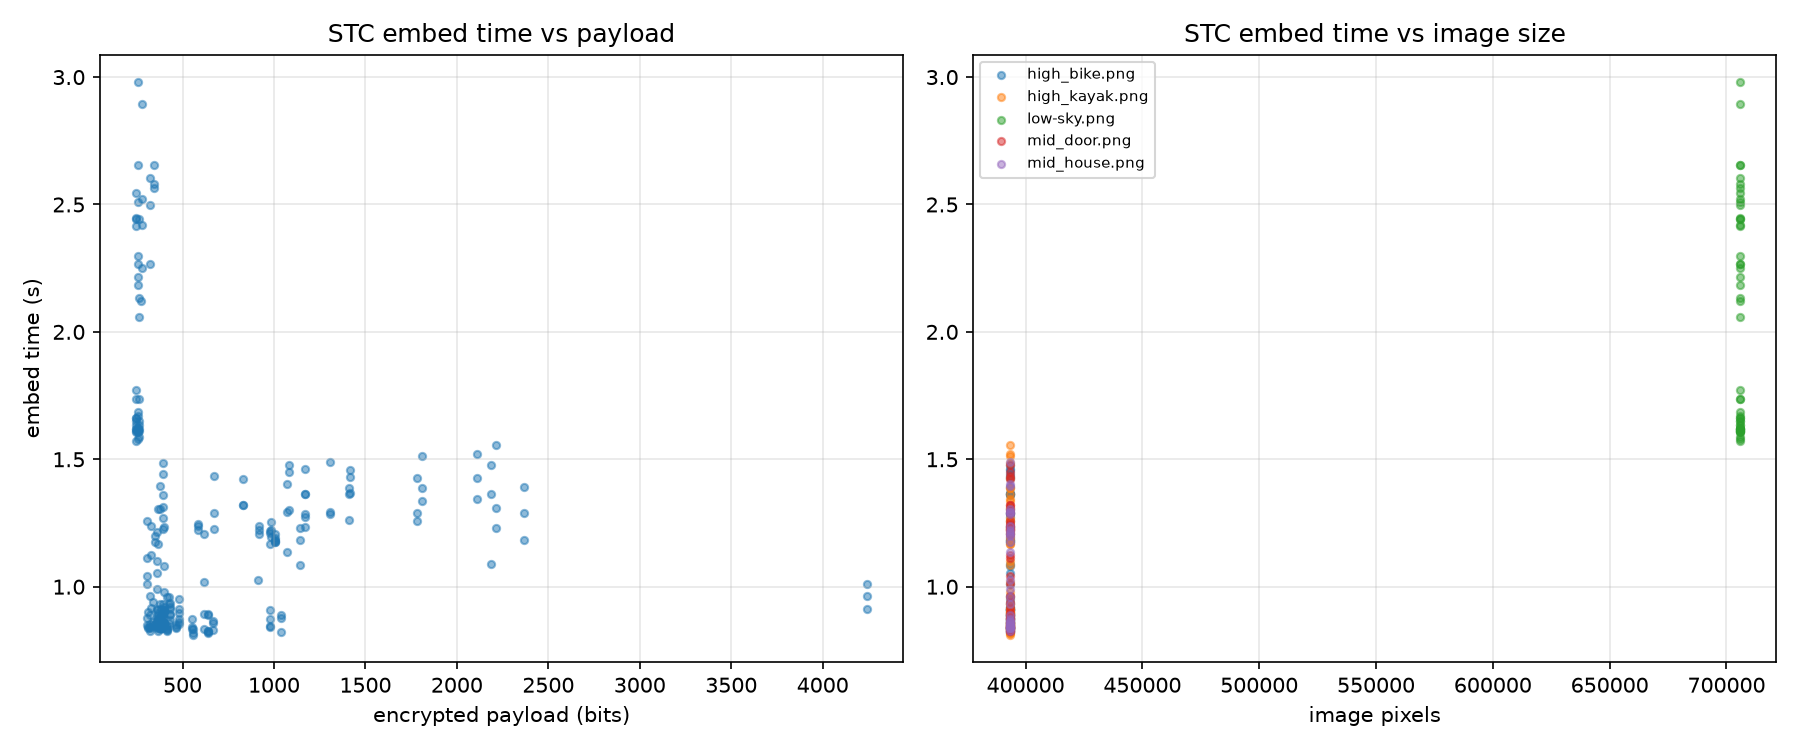 STC embed time vs payload
3.0
2.5
2.0
1.5
1.0
embed time (s)
500 1000 1500 2000 2500 3000 3500 4000
encrypted payload (bits)
STC embed time vs image size
high_bike.png
high_kayak.png
low-sky.png
mid_door.png
mid_house.png
3.0
2.5
2.0
1.5
1.0
400000 450000 500000 550000 600000 650000 700000
image pixels